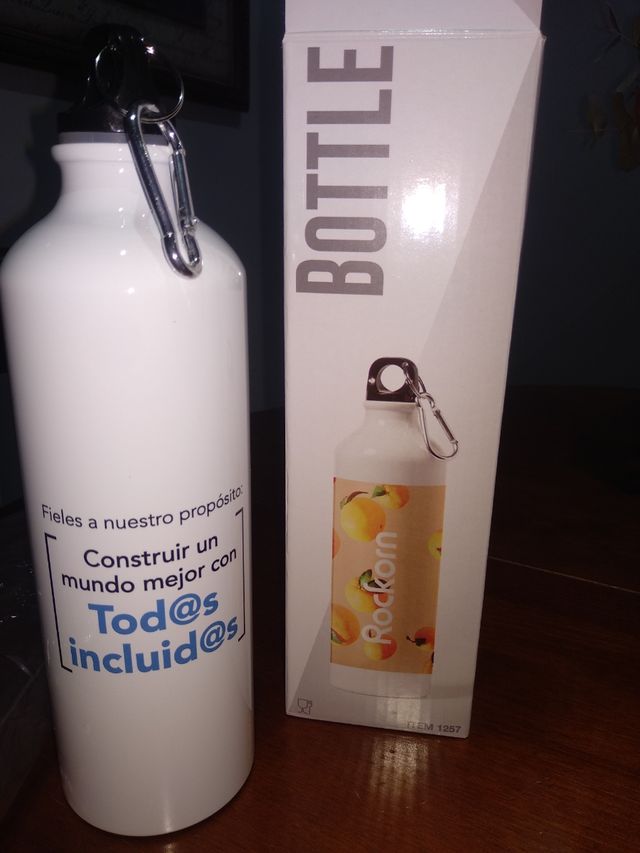 Fieles a nuestro propósito:
Construir un
mundo mejor con
Tod@s
incluid@s
BOTTLE
Rockorn
ITEM 1257